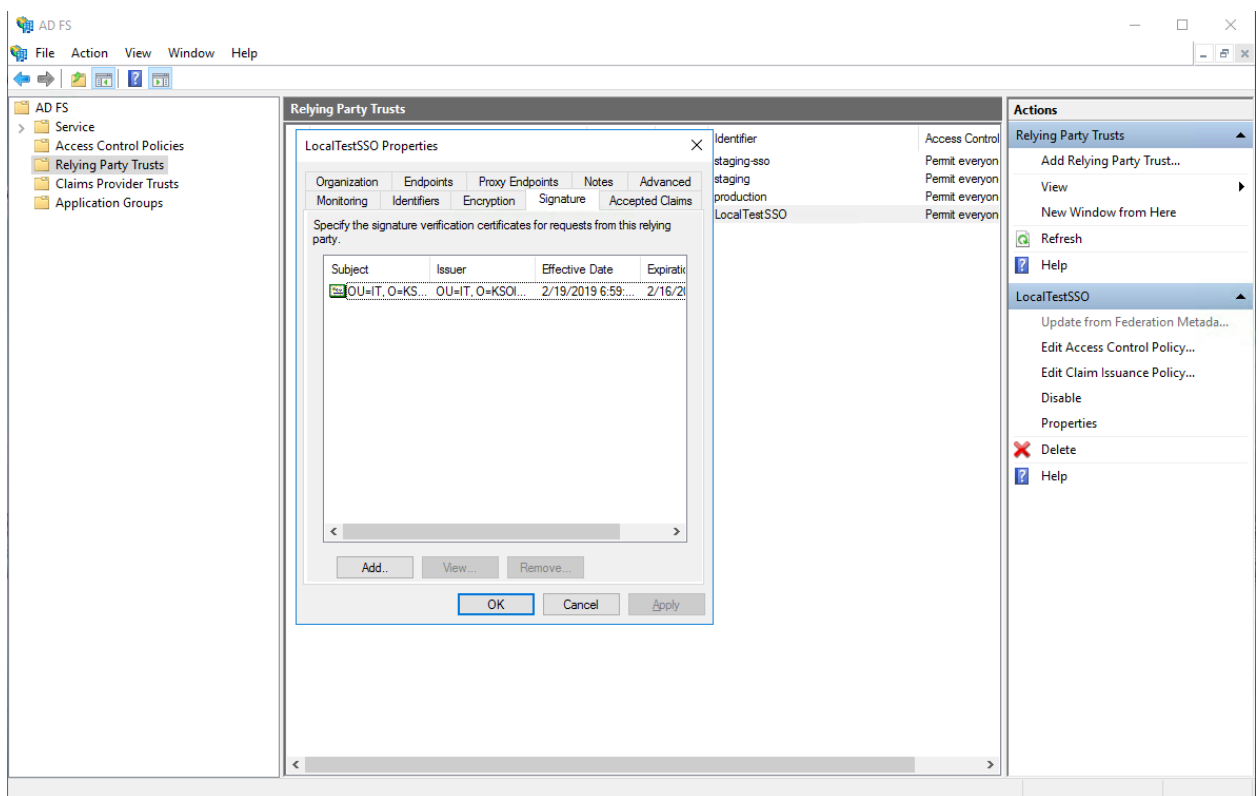 AD FS
File Action View Window Help
AD FS
Service
Access Control Policies
Relying Party Trusts
Claims Provider Trusts
Application Groups
Relying Party Trusts
Identifier Access Control
staging-sso Permit everyon
staging Permit everyon
production Permit everyon
LocalTestSSO Permit everyon
LocalTestSSO Properties
Organization Endpoints Proxy Endpoints Notes Advanced
Monitoring Identifiers Encryption Signature Accepted Claims
Specify the signature verification certificates for requests from this relying
party.
Subject Issuer Effective Date Expiratio
OU=IT, O=KS... OU=IT, O=KSOI... 2/19/2019 6:59:... 2/16/2
Add.. View... Remove...
OK Cancel Apply
Actions
Relying Party Trusts
Add Relying Party Trust...
View
New Window from Here
Refresh
Help
LocalTestSSO
Update from Federation Metada...
Edit Access Control Policy...
Edit Claim Issuance Policy...
Disable
Properties
Delete
Help